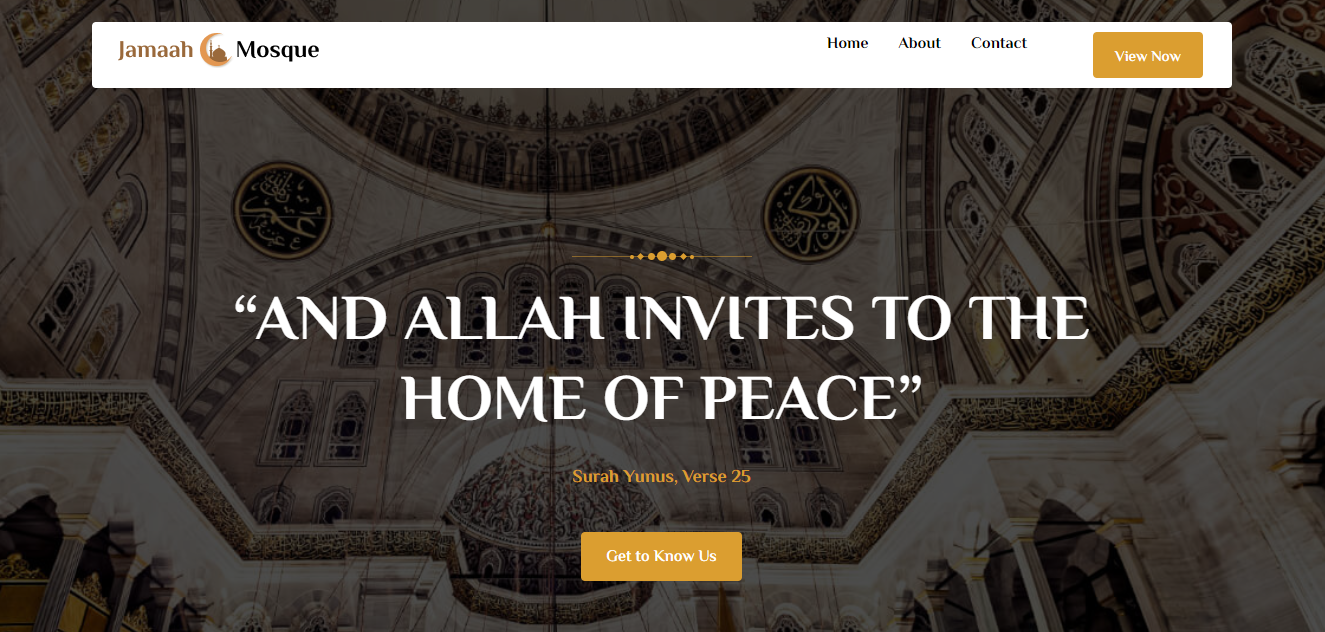 Jamaah Mosque
Home About Contact View Now
“AND ALLAH INVITES TO THE
HOME OF PEACE”
Surah Yunus, Verse 25
Get to Know Us